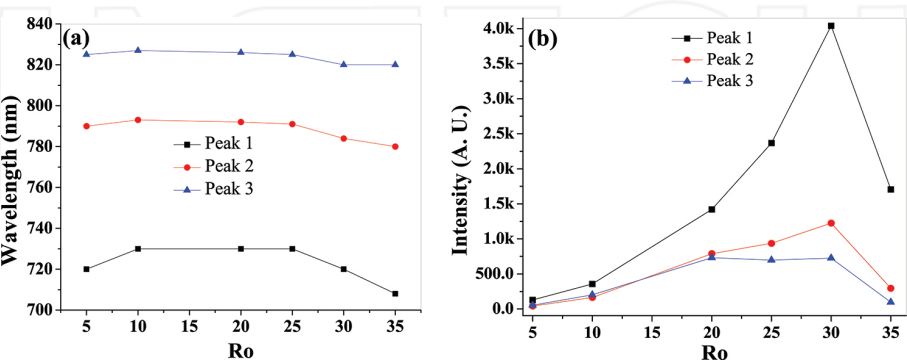 (a)
Wavelength (nm)
840
820
800
780
760
740
720
700
Peak 1
Peak 2
Peak 3
5 10 15 20 25 30 35
Ro
(b)
Intensity (A. U.)
4.0k
3.5k
3.0k
2.5k
2.0k
1.5k
1.0k
500.0
0.0
Peak 1
Peak 2
Peak 3
5 10 15 20 25 30 35
Ro